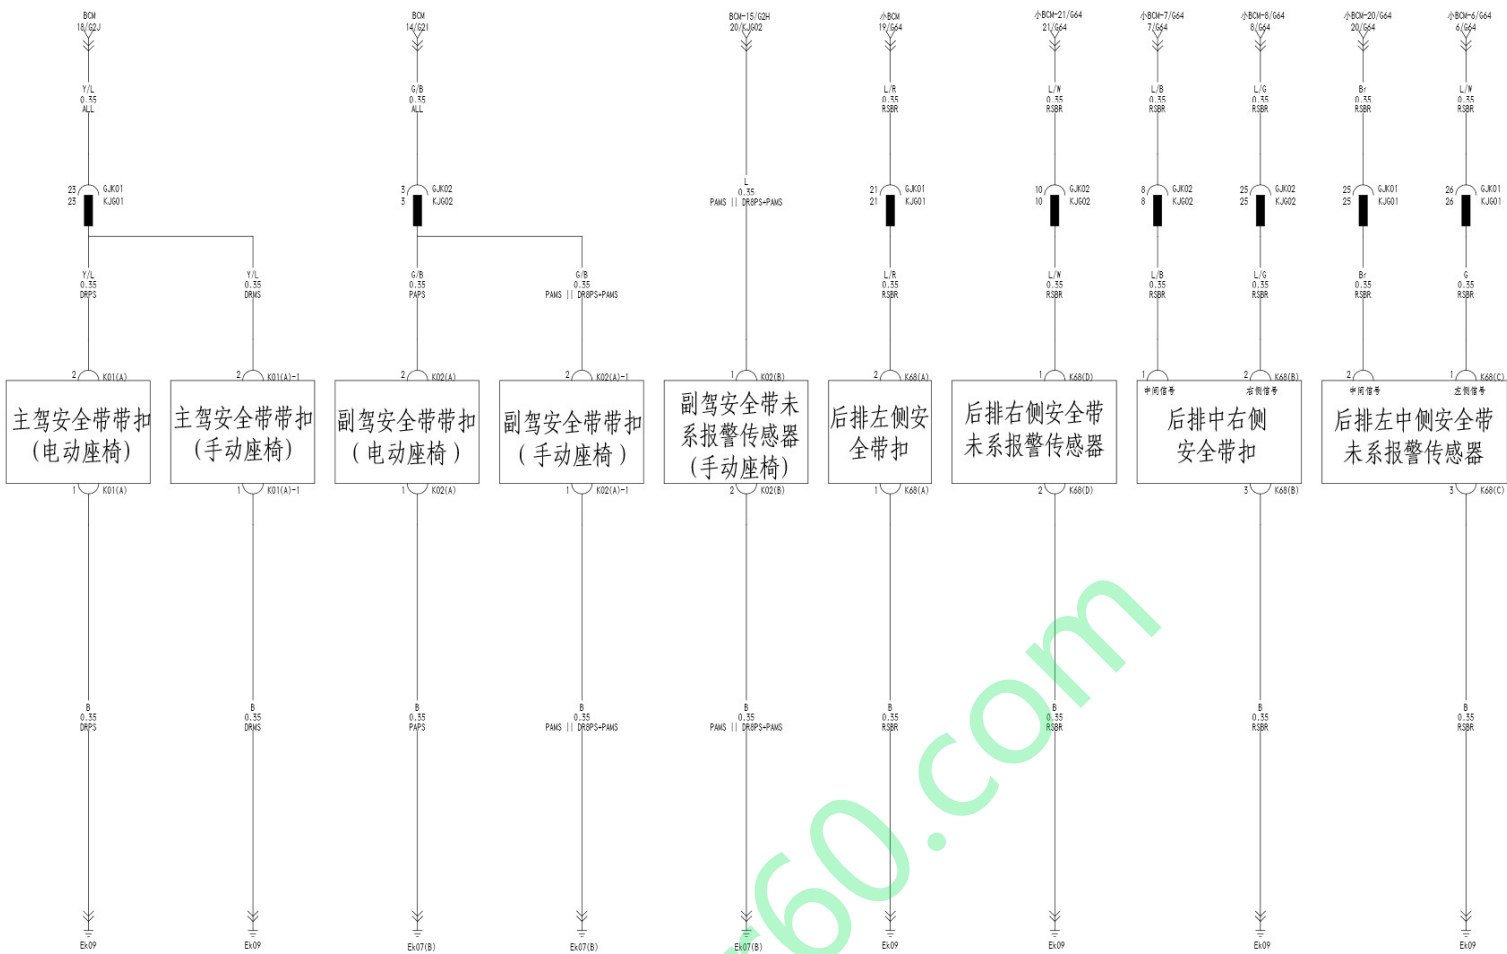 BCM
18/G2J
BCM
14/G2I
BCM-15/G2H
20/KJG02
小BCM
19/G64
小BCM-21/G64
21/G64
小BCM-7/G64
7/G64
小BCM-8/G64
8/G64
小BCM-20/G64
20/G64
小BCM-6/G64
6/G64
Y/L
0.35
ALL
G/B
0.35
ALL
L
0.35
PAMS || DR8PS+PAMS
L/R
0.35
RSBR
L/W
0.35
RSBR
L/B
0.35
RSBR
L/G
0.35
RSBR
Br
0.35
RSBR
L/W
0.35
RSBR
23 GJK01
23 KJG01
3 GJK02
3 KJG02
21 GJK01
21 KJG01
10 GJK02
10 KJG02
8 GJK02
8 KJG02
25 GJK02
25 KJG02
25 GJK01
25 KJG01
26 GJK01
26 KJG01
Y/L
0.35
DRPS
Y/L
0.35
DRMS
G/B
0.35
PAPS
G/B
0.35
PAMS || DR8PS+PAMS
L/R
0.35
RSBR
L/W
0.35
RSBR
L/B
0.35
RSBR
L/G
0.35
RSBR
Br
0.35
RSBR
G
0.35
RSBR
2 K01(A)
主驾安全带带扣
(电动座椅)
1 K01(A)
2 K01(A)-1
主驾安全带带扣
(手动座椅)
1 K01(A)-1
2 K02(A)
副驾安全带带扣
(电动座椅)
1 K02(A)
2 K02(A)-1
副驾安全带带扣
(手动座椅)
1 K02(A)-1
1 K02(B)
副驾安全带未
系报警传感器
(手动座椅)
2 K02(B)
2 K68(A)
后排左侧安
全带扣
1 K68(A)
1 K68(D)
后排右侧安全带
未系报警传感器
2 K68(D)
1
2 K68(B)
中间信号
右侧信号
后排中右侧
安全带扣
3 K68(B)
2
1 K68(C)
中间信号
左侧信号
后排左中侧安全带
未系报警传感器
3 K68(C)
B
0.35
DRPS
B
0.35
DRMS
B
0.35
PAPS
B
0.35
PAMS || DR8PS+PAMS
B
0.35
PAMS || DR8PS+PAMS
B
0.35
RSBR
B
0.35
RSBR
B
0.35
RSBR
B
0.35
RSBR
Ek09
Ek09
Ek07(B)
Ek07(B)
Ek07(B)
Ek09
Ek09
Ek09
Ek09
r60.com